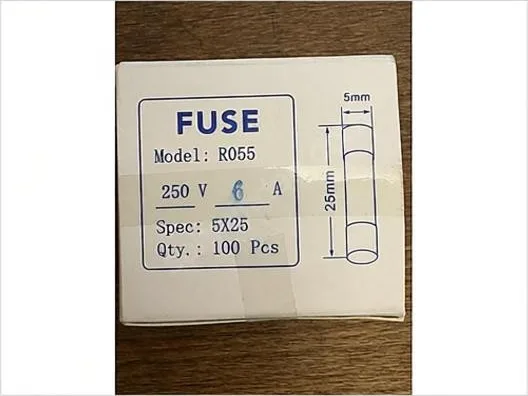 FUSE
Model: R055
250 V 6 A
Spec: 5X25
Qty.: 100 Pcs
5mm
25mm